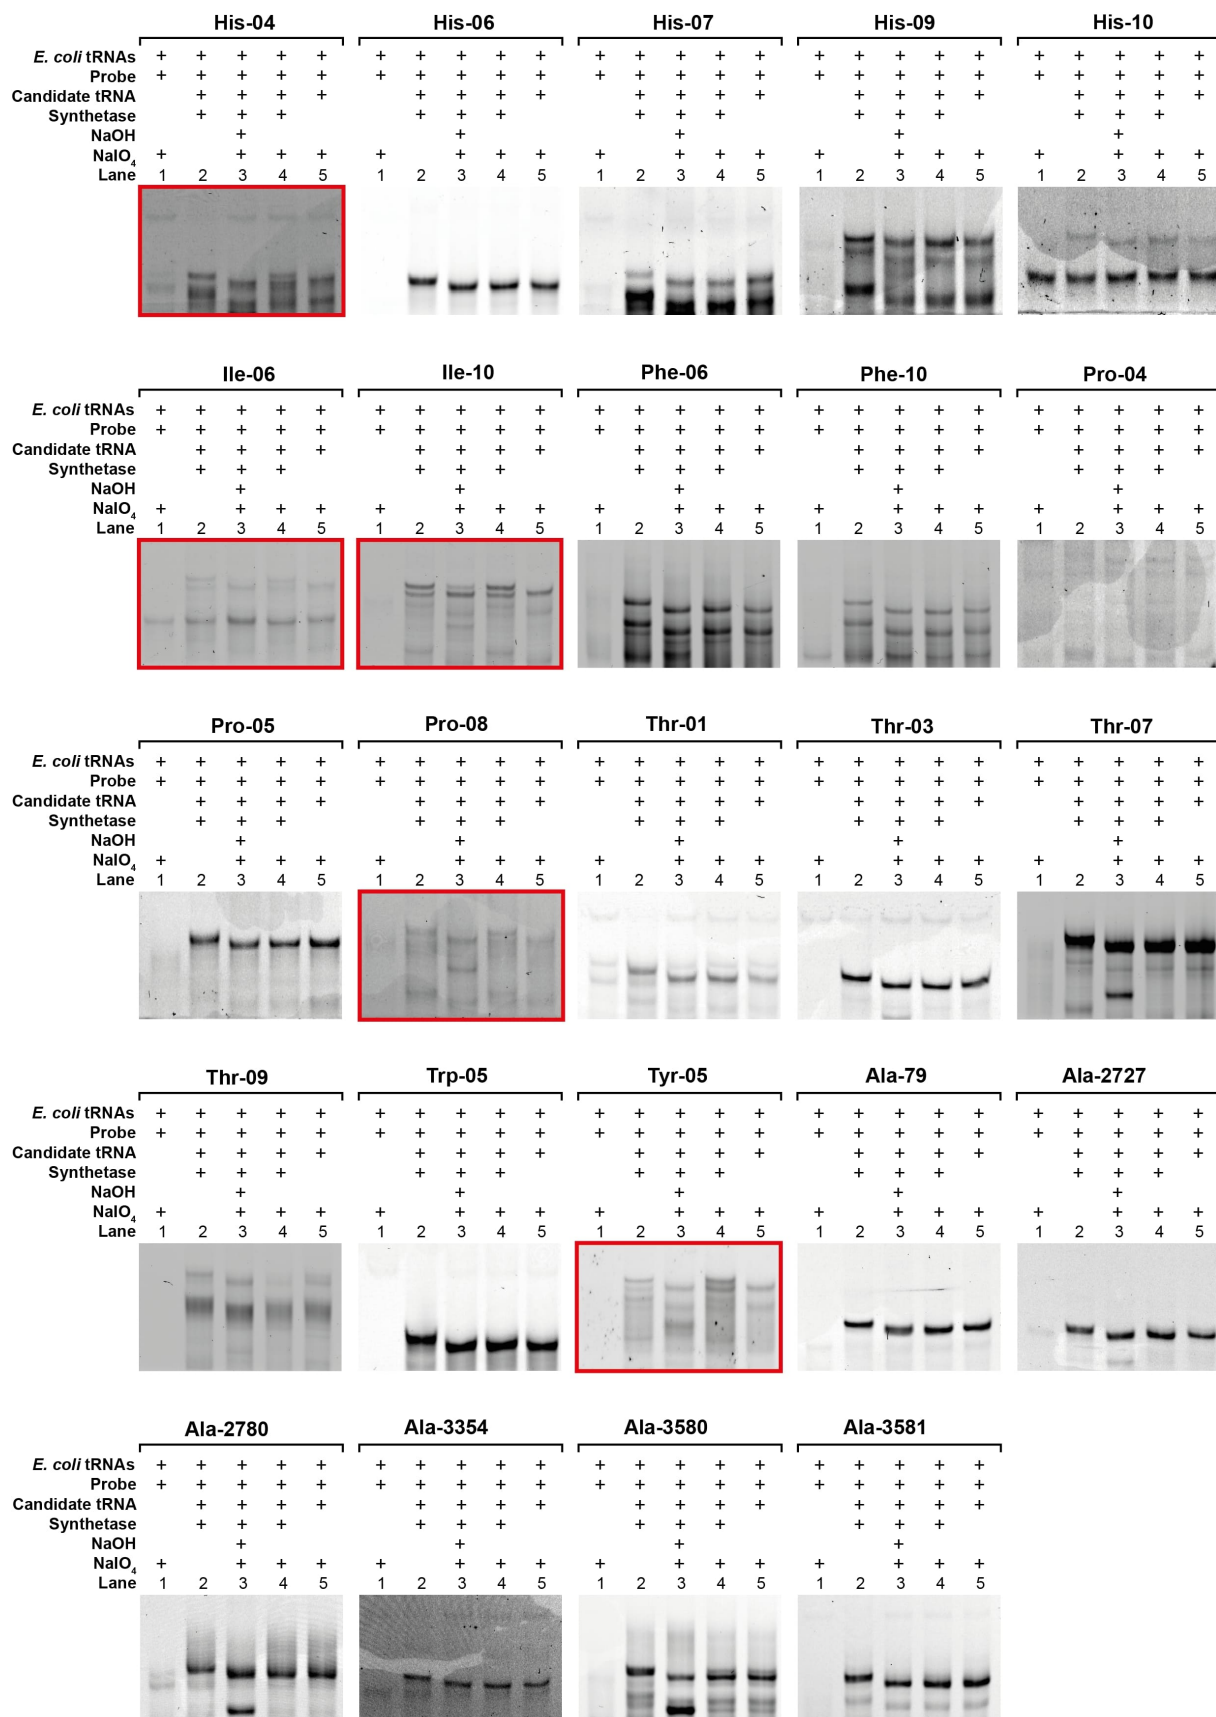 His-04 His-06 His-07 His-09 His-10
E. coli tRNAs + + + + + + + + + + + + + + + + + + + + + + + + +
Probe + + + + + + + + + + + + + + + + + + + + + + + + +
Candidate tRNA + + + + + + + + + + + + + + + + + + + +
Synthetase + + + + + + + + + + + + + + +
NaOH + + + + +
NaIO4 + + + + + + + + + + + + + + + + + + + +
Lane 1 2 3 4 5 1 2 3 4 5 1 2 3 4 5 1 2 3 4 5 1 2 3 4 5
Ile-06 Ile-10 Phe-06 Phe-10 Pro-04
E. coli tRNAs + + + + + + + + + + + + + + + + + + + + + + + + +
Probe + + + + + + + + + + + + + + + + + + + + + + + + +
Candidate tRNA + + + + + + + + + + + + + + + + + + + +
Synthetase + + + + + + + + + + + + + + +
NaOH + + + + +
NaIO4 + + + + + + + + + + + + + + + + + + + +
Lane 1 2 3 4 5 1 2 3 4 5 1 2 3 4 5 1 2 3 4 5 1 2 3 4 5
Pro-05 Pro-08 Thr-01 Thr-03 Thr-07
E. coli tRNAs + + + + + + + + + + + + + + + + + + + + + + + + +
Probe + + + + + + + + + + + + + + + + + + + + + + + + +
Candidate tRNA + + + + + + + + + + + + + + + + + + + +
Synthetase + + + + + + + + + + + + + + +
NaOH + + + + +
NaIO4 + + + + + + + + + + + + + + + + + + + +
Lane 1 2 3 4 5 1 2 3 4 5 1 2 3 4 5 1 2 3 4 5 1 2 3 4 5
Thr-09 Trp-05 Tyr-05 Ala-79 Ala-2727
E. coli tRNAs + + + + + + + + + + + + + + + + + + + + + + + + +
Probe + + + + + + + + + + + + + + + + + + + + + + + + +
Candidate tRNA + + + + + + + + + + + + + + + + + + + +
Synthetase + + + + + + + + + + + + + + +
NaOH + + + + +
NaIO4 + + + + + + + + + + + + + + + + + + + +
Lane 1 2 3 4 5 1 2 3 4 5 1 2 3 4 5 1 2 3 4 5 1 2 3 4 5
Ala-2780 Ala-3354 Ala-3580 Ala-3581
E. coli tRNAs + + + + + + + + + + + + + + + + + + + +
Probe + + + + + + + + + + + + + + + + + + + +
Candidate tRNA + + + + + + + + + + + + + + + +
Synthetase + + + + + + + + + + + +
NaOH + + + +
NaIO4 + + + + + + + + + + + + + + + +
Lane 1 2 3 4 5 1 2 3 4 5 1 2 3 4 5 1 2 3 4 5